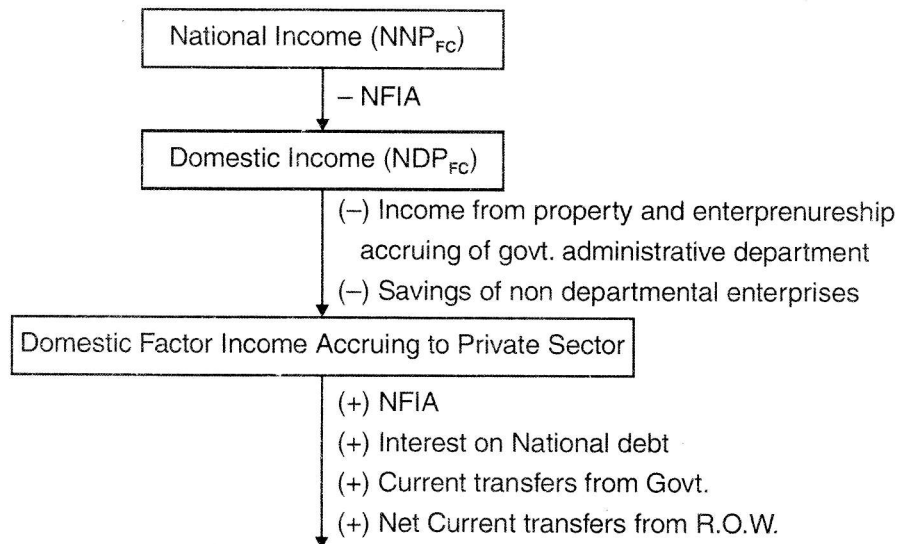 National Income (NNPFC)
– NFIA
Domestic Income (NDPFC)
(–) Income from property and enterprenureship
accruing of govt. administrative department
(–) Savings of non departmental enterprises
Domestic Factor Income Accruing to Private Sector
(+) NFIA
(+) Interest on National debt
(+) Current transfers from Govt.
(+) Net Current transfers from R.O.W.